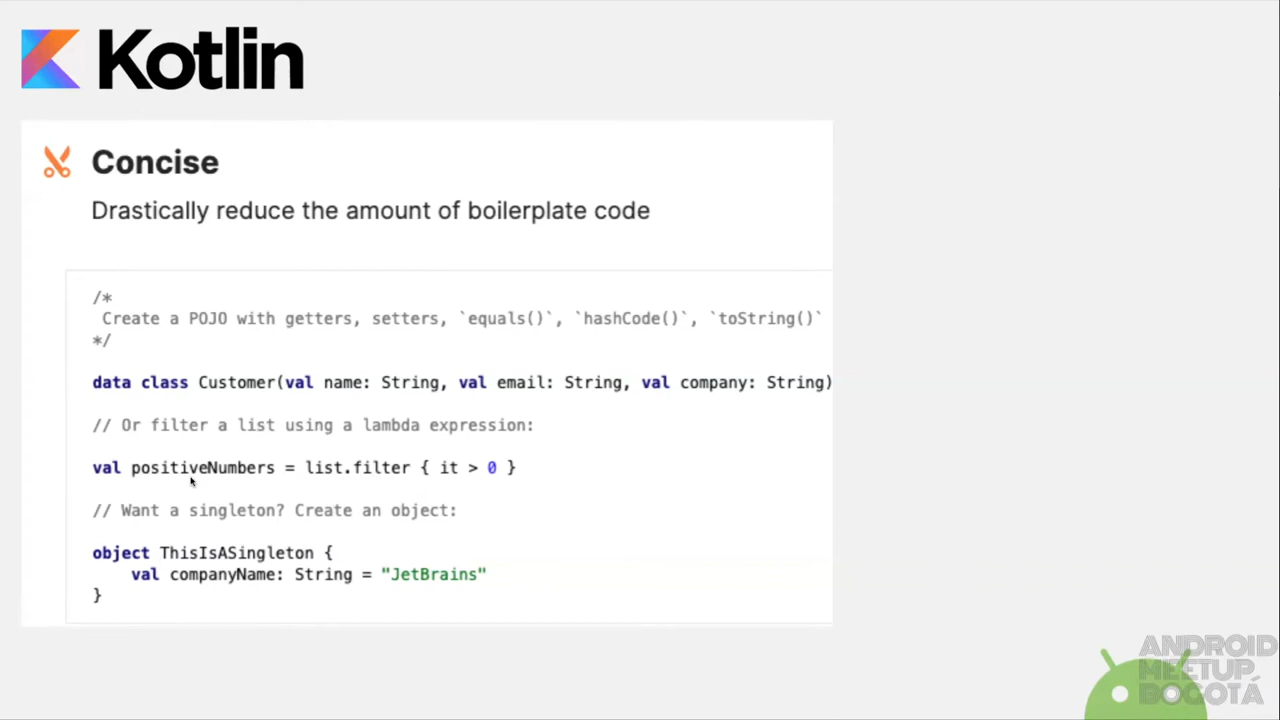 Kotlin
Concise
Drastically reduce the amount of boilerplate code
/*
Create a POJO with getters, setters, `equals()`, `hashCode()`, `toString()`
*/
data class Customer(val name: String, val email: String, val company: String)
// Or filter a list using a lambda expression:
val positiveNumbers = list.filter { it > 0 }
// Want a singleton? Create an object:
object ThisIsASingleton {
val companyName: String = "JetBrains"
}
ANDROID
MEETUP
BOGOTÁ